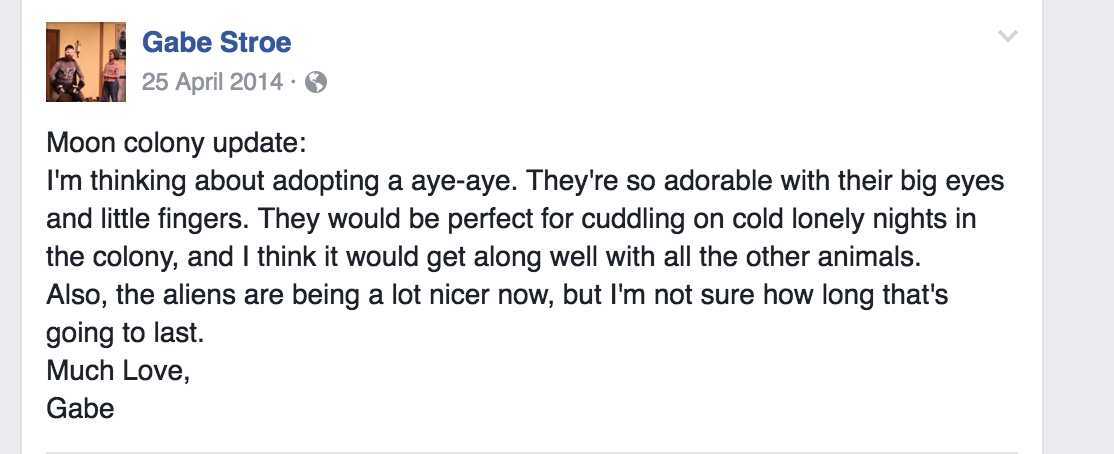 Gabe Stroe
25 April 2014 ·
Moon colony update:
I'm thinking about adopting a aye-aye. They're so adorable with their big eyes
and little fingers. They would be perfect for cuddling on cold lonely nights in
the colony, and I think it would get along well with all the other animals.
Also, the aliens are being a lot nicer now, but I'm not sure how long that's
going to last.
Much Love,
Gabe